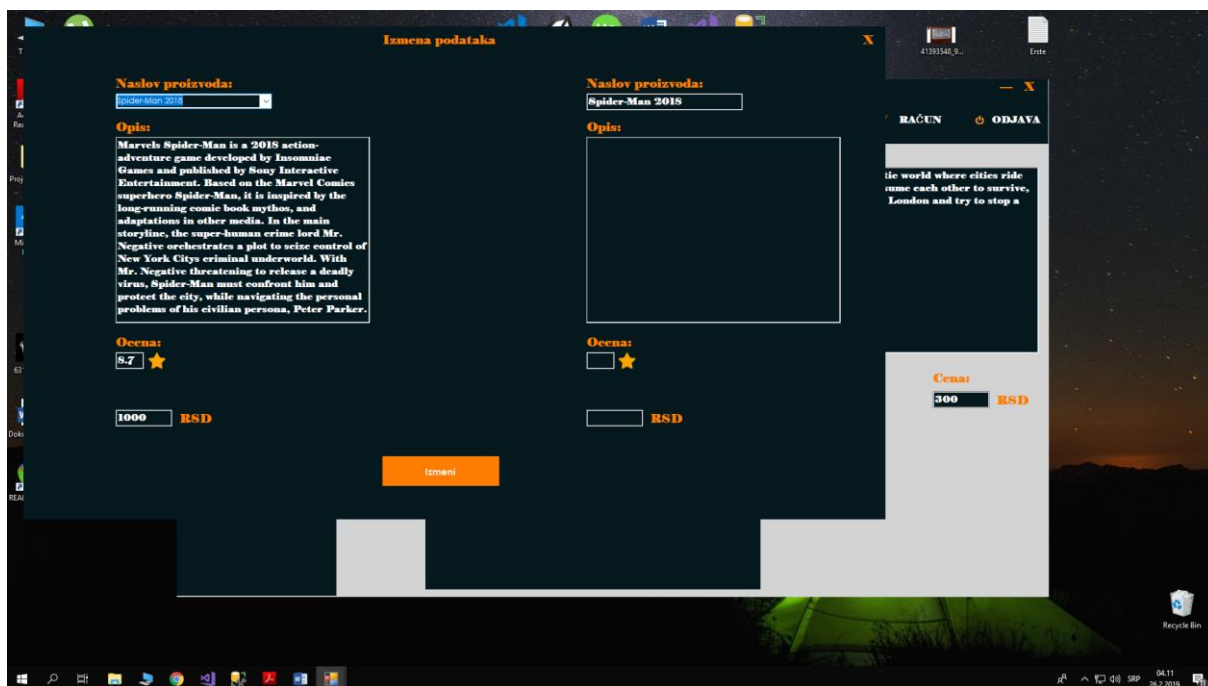 Izmena podataka
X
Naslov proizvoda:
Spider-Man 2018
Opis:
Marvels Spider-Man is a 2018 action-
adventure game developed by Insomniac
Games and published by Sony Interactive
Entertainment. Based on the Marvel Comics
superhero Spider-Man, it is inspired by the
long-running comic book mythos, and
adaptations in other media. In the main
storyline, the super-human crime lord Mr.
Negative orchestrates a plot to seize control of
New York Citys criminal underworld. With
Mr. Negative threatening to release a deadly
virus, Spider-Man must confront him and
protect the city, while navigating the personal
problems of his civilian persona, Peter Parker.
Ocena:
8.7
1000 RSD
Naslov proizvoda:
Spider-Man 2018
Opis:
Ocena:
RSD
Izmeni
41393548_9...
Erste
— X
RAČUN
ODJAVA
tic world where cities ride
sume each other to survive,
London and try to stop a
Cena:
300 RSD
Recycle Bin
SRP
04.11
26.2.2019.